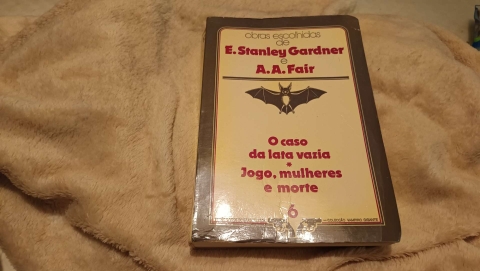 obras escolhidas
de
E. Stanley Gardner
e
A.A. Fair
O caso
da lata vazia
Jogo, mulheres
e morte
6